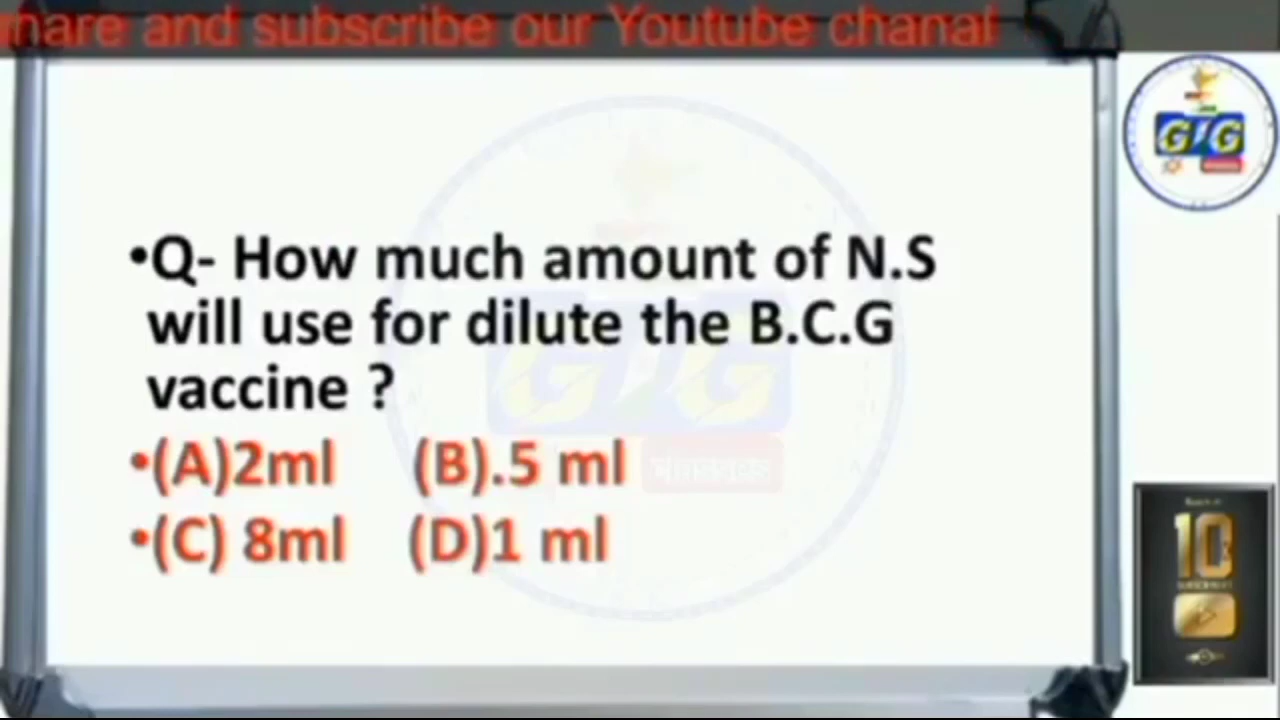 and subscribe our Youtube chanal
G G
•Q- How much amount of N.S
will use for dilute the B.C.G
vaccine ?
•(A)2ml (B).5 ml
•(C) 8ml (D)1 ml
10